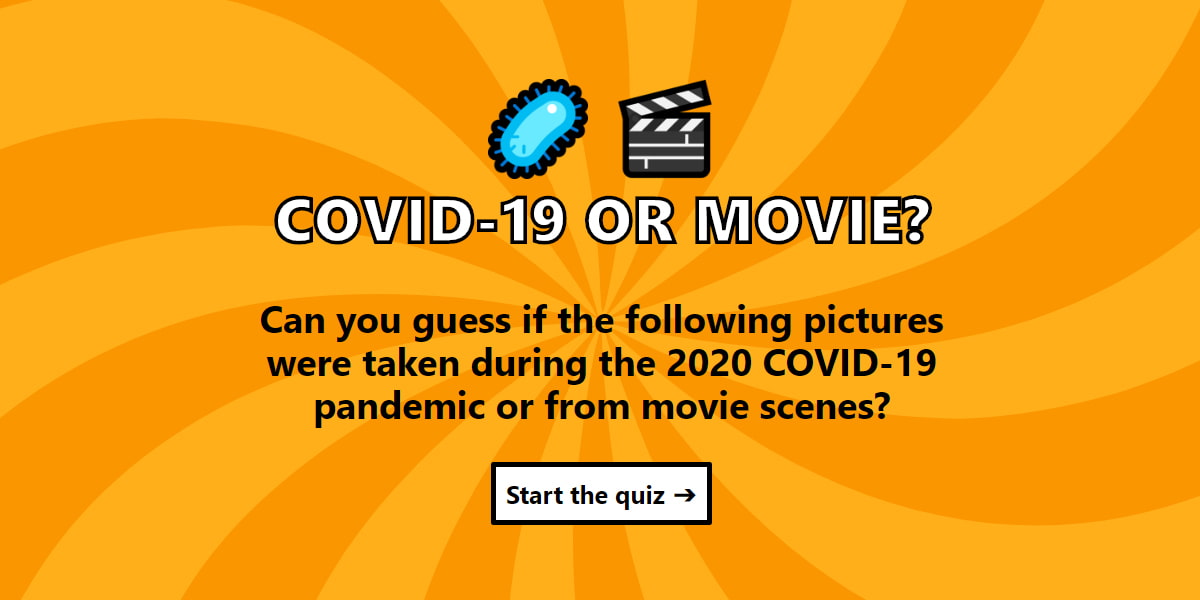 COVID-19 OR MOVIE?
Can you guess if the following pictures
were taken during the 2020 COVID-19
pandemic or from movie scenes?
Start the quiz ➔